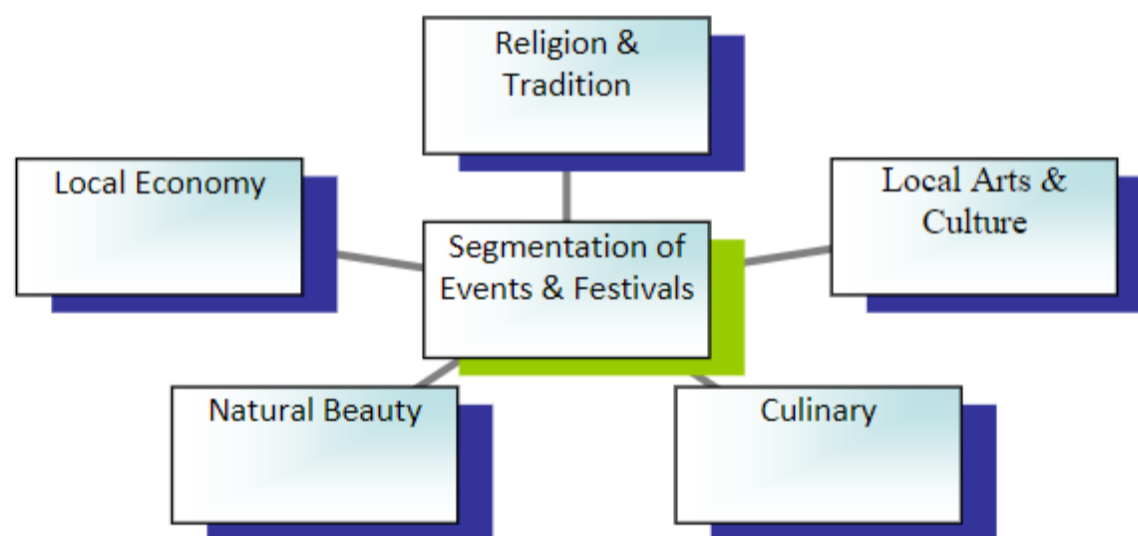 Religion &
Tradition
Local Economy
Local Arts &
Culture
Segmentation of
Events & Festivals
Natural Beauty
Culinary